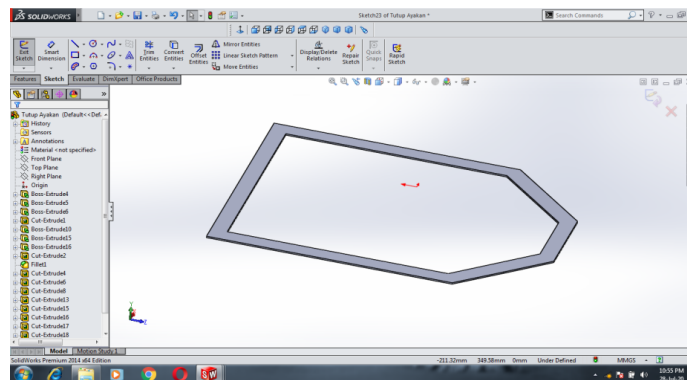 SOLIDWORKS
Sketch23 of Tutup Ayakan *
Search Commands
Exit Sketch
Smart Dimension
Trim Entities
Convert Entities
Offset Entities
Mirror Entities
Linear Sketch Pattern
Move Entities
Display/Delete Relations
Repair Sketch
Quick Snaps
Rapid Sketch
Features Sketch Evaluate DimXpert Office Products
Tutup Ayakan (Default<<Def
History
Sensors
Annotations
Material <not specified>
Front Plane
Top Plane
Right Plane
Origin
Boss-Extrude4
Boss-Extrude5
Boss-Extrude6
Cut-Extrude1
Boss-Extrude10
Boss-Extrude15
Boss-Extrude16
Cut-Extrude2
Fillet1
Cut-Extrude4
Cut-Extrude6
Cut-Extrude8
Cut-Extrude13
Cut-Extrude15
Cut-Extrude16
Cut-Extrude17
Cut-Extrude18
Y
Z
Model Motion Study 1
SolidWorks Premium 2014 x64 Edition
-211.32mm 349.58mm 0mm Under Defined MMGS
10:55 PM